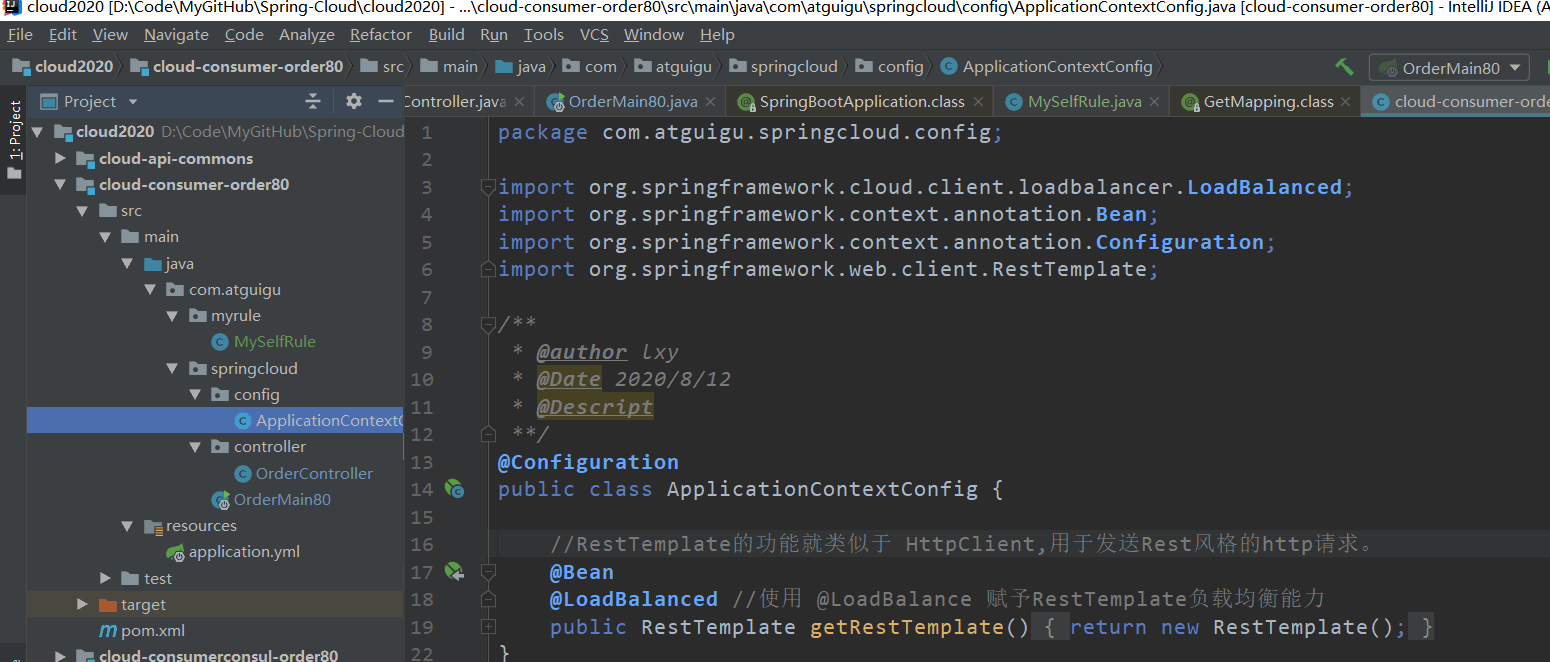 cloud2020 [D:\Code\MyGitHub\Spring-Cloud\cloud2020] - ...\cloud-consumer-order80\src\main\java\com\atguigu\springcloud\config\ApplicationContextConfig.java [cloud-consumer-order80] - IntelliJ IDEA (A
File Edit View Navigate Code Analyze Refactor Build Run Tools VCS Window Help
cloud2020 cloud-consumer-order80 src main java com atguigu springcloud config ApplicationContextConfig OrderMain80
Project
Controller.java OrderMain80.java SpringBootApplication.class MySelfRule.java GetMapping.class cloud-consumer-orde
1: Project
cloud2020 D:\Code\MyGitHub\Spring-Cloud
cloud-api-commons
cloud-consumer-order80
src
main
java
com.atguigu
myrule
MySelfRule
springcloud
config
ApplicationContextC
controller
OrderController
OrderMain80
resources
application.yml
test
target
pom.xml
cloud-consumerconsul-order80
1 package com.atguigu.springcloud.config;
2
3 import org.springframework.cloud.client.loadbalancer.LoadBalanced;
4 import org.springframework.context.annotation.Bean;
5 import org.springframework.context.annotation.Configuration;
6 import org.springframework.web.client.RestTemplate;
7
8 /**
9 * @author lxy
10 * @Date 2020/8/12
11 * @Descript
12 **/
13 @Configuration
14 public class ApplicationContextConfig {
15
16 //RestTemplate的功能就类似于 HttpClient,用于发送Rest风格的http请求。
17 @Bean
18 @LoadBalanced //使用 @LoadBalance 赋予RestTemplate负载均衡能力
19 public RestTemplate getRestTemplate() { return new RestTemplate(); }
22 }